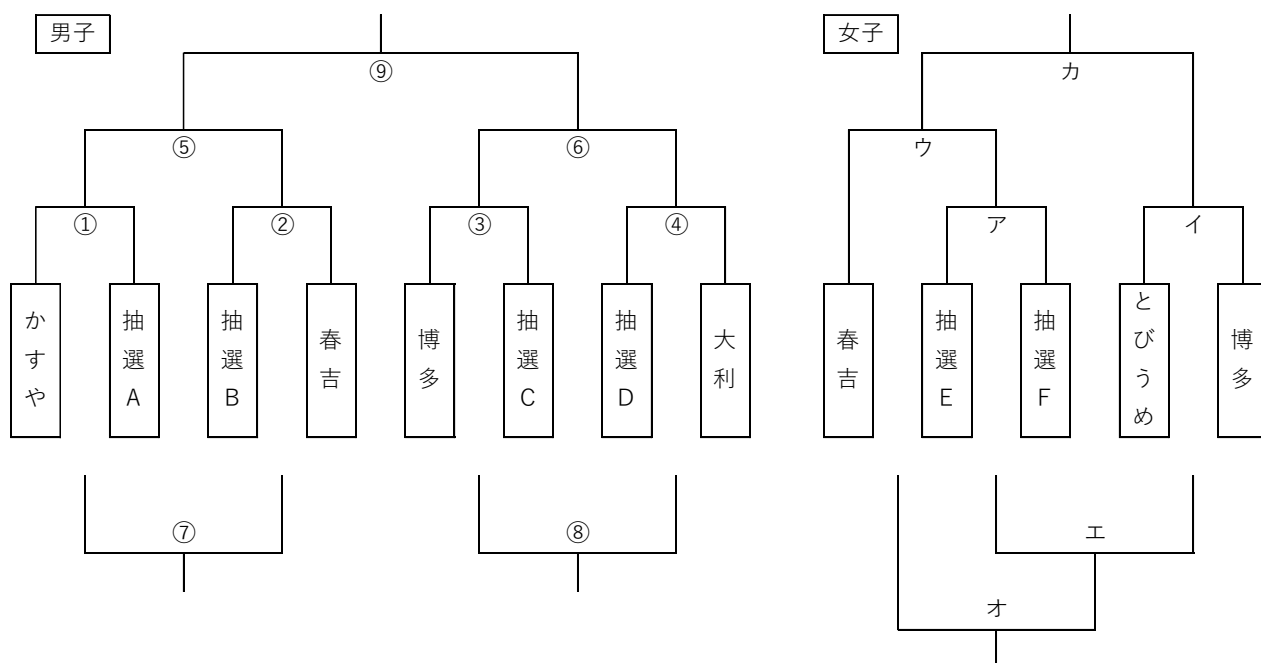 男子
女子
⑨
カ
⑤
⑥
ウ
①
②
③
④
ア
イ
かすや
抽選A
抽選B
春吉
博多
抽選C
抽選D
大利
春吉
抽選E
抽選F
とびうめ
博多
⑦
⑧
エ
オ